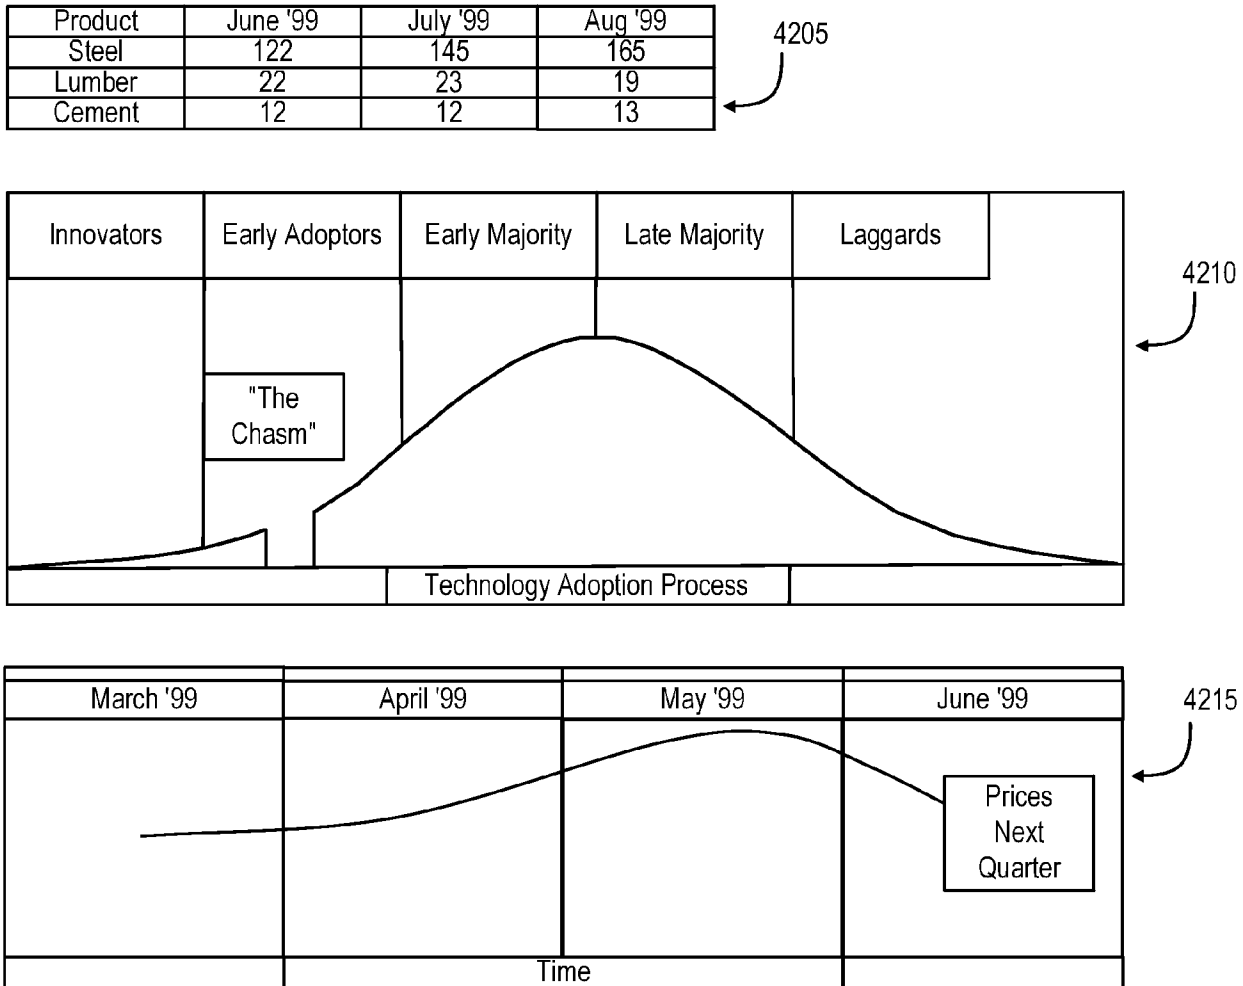 Product June '99 July '99 Aug '99
Steel 122 145 165
Lumber 22 23 19
Cement 12 12 13
4205
Innovators Early Adoptors Early Majority Late Majority Laggards
4210
"The
Chasm"
Technology Adoption Process
March '99 April '99 May '99 June '99
4215
Prices
Next
Quarter
Time